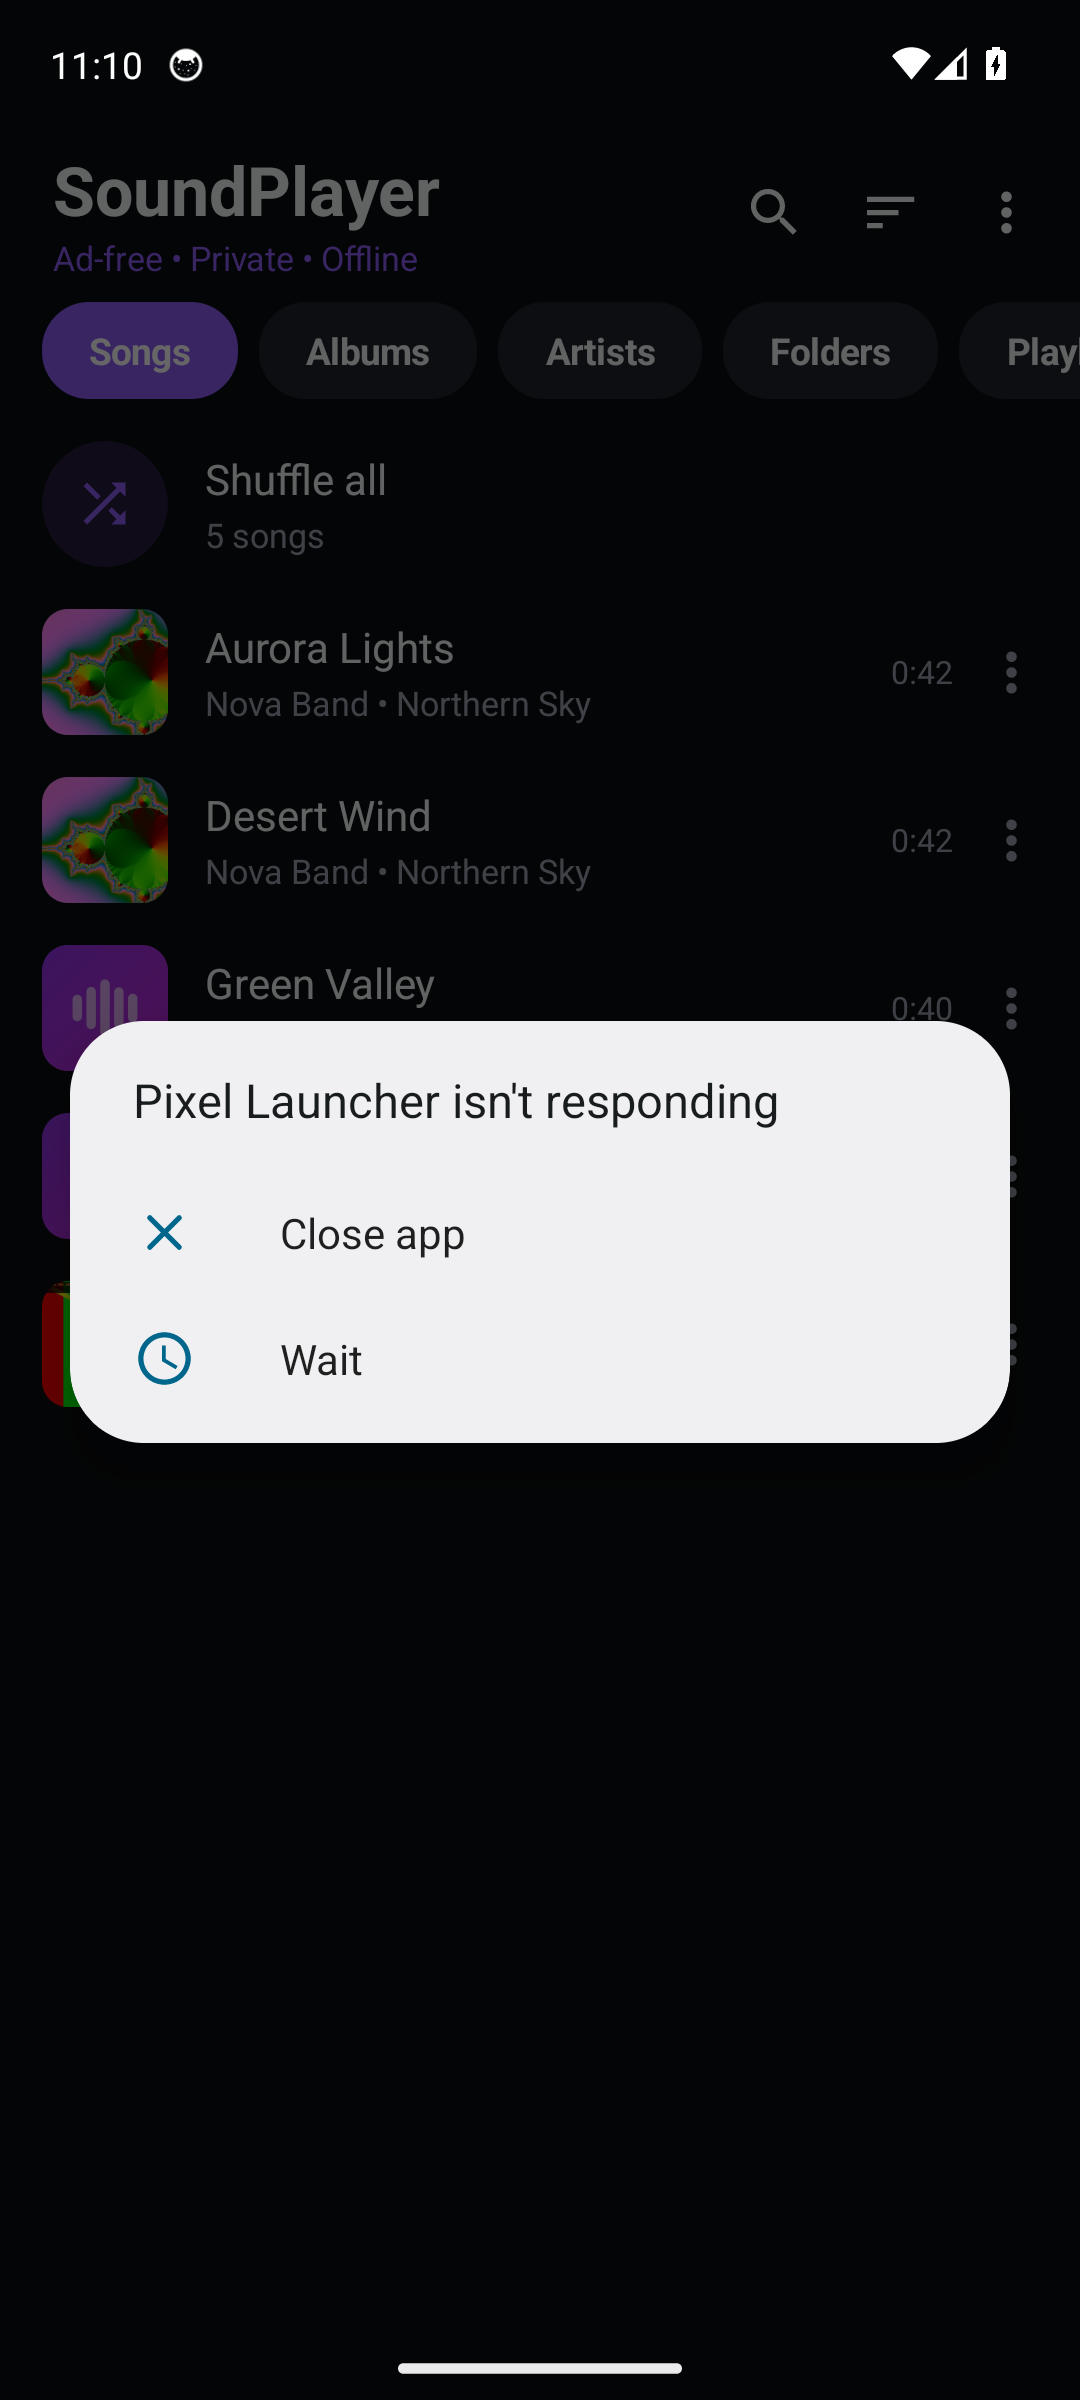 11:10
SoundPlayer
Ad-free • Private • Offline
Songs
Albums
Artists
Folders
Shuffle all
5 songs
Aurora Lights
Nova Band • Northern Sky
0:42
Desert Wind
Nova Band • Northern Sky
0:42
Green Valley
0:40
Pixel Launcher isn't responding
Close app
Wait